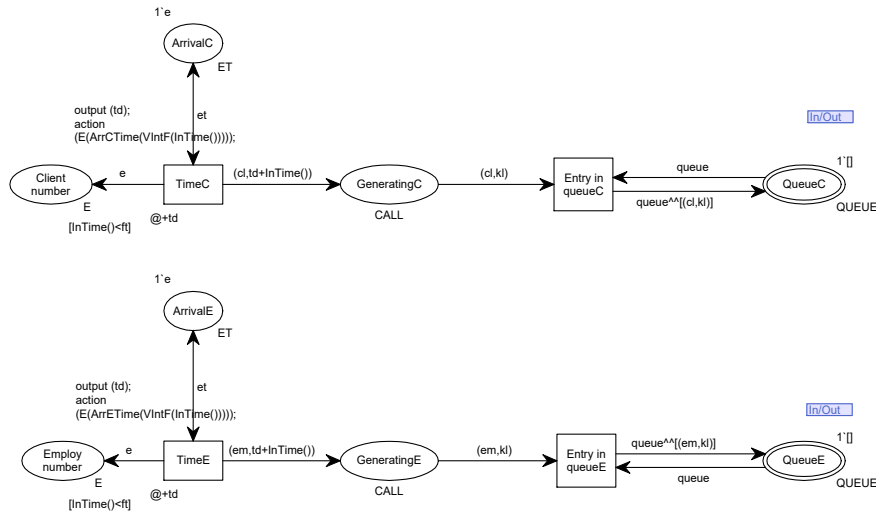 1`e
ArrivalC
ET
output (td);
action
(E(ArrCTime(VIntF(InTime()))));
et
In/Out
Client
number
e
TimeC
(cl,td+InTime())
GeneratingC
(cl,kl)
Entry in
queueC
queue
queue^^[(cl,kl)]
1`[]
QueueC
E
[InTime()<ft]
@+td
CALL
QUEUE
1`e
ArrivalE
ET
output (td);
action
(E(ArrETime(VIntF(InTime()))));
et
In/Out
Employ
number
e
TimeE
(em,td+InTime())
GeneratingE
(em,kl)
Entry in
queueE
queue^^[(em,kl)]
queue
1`[]
QueueE
E
[InTime()<ft]
@+td
CALL
QUEUE